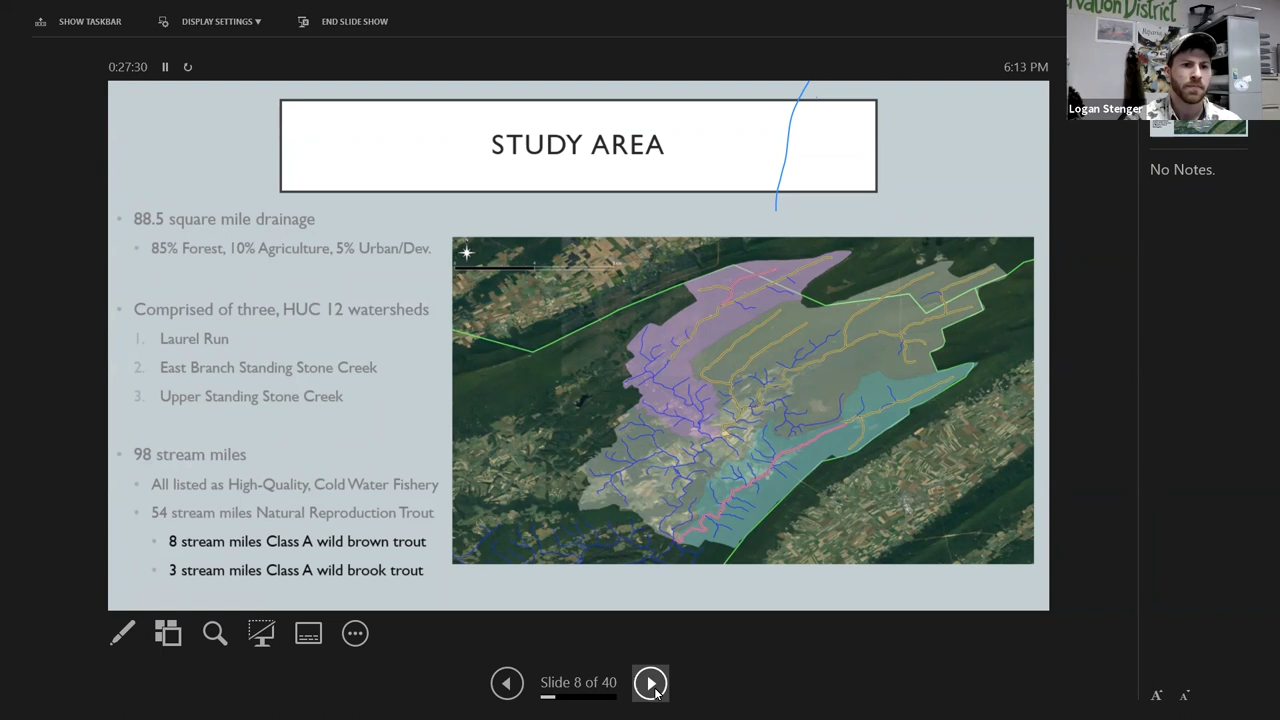 SHOW TASKBAR DISPLAY SETTINGS ▾ END SLIDE SHOW
0:27:30
6:13 PM
rvation District
Logan Stenger
No Notes.
STUDY AREA
• 88.5 square mile drainage
• 85% Forest, 10% Agriculture, 5% Urban/Dev.
• Comprised of three, HUC 12 watersheds
1. Laurel Run
2. East Branch Standing Stone Creek
3. Upper Standing Stone Creek
• 98 stream miles
• All listed as High-Quality, Cold Water Fishery
• 54 stream miles Natural Reproduction Trout
• 8 stream miles Class A wild brown trout
• 3 stream miles Class A wild brook trout
Slide 8 of 40
A A